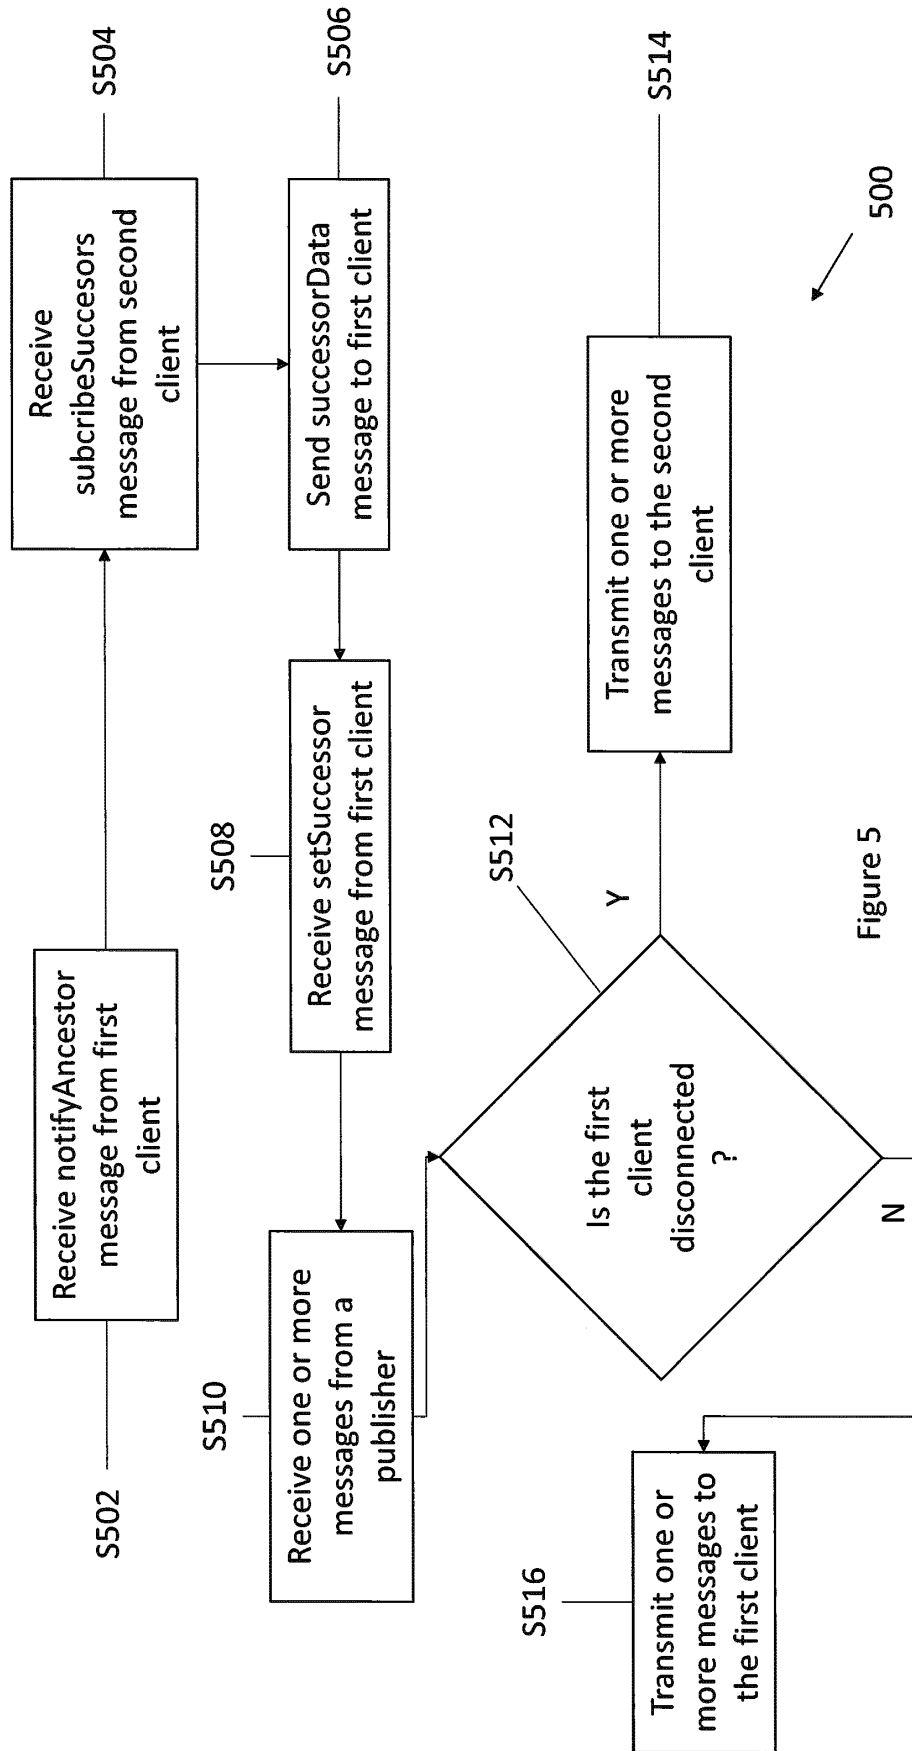 S502
Receive notifyAncestor
message from first
client
Receive
subcribeSuccesors
message from second
client
S504
S510
Receive one or more
messages from a
publisher
S508
Receive setSuccessor
message from first client
Send successorData
message to first client
S506
S516
Transmit one or
more messages to
the first client
Is the first
client
disconnected
?
S512
Y
N
Transmit one or more
messages to the second
client
S514
500
Figure 5